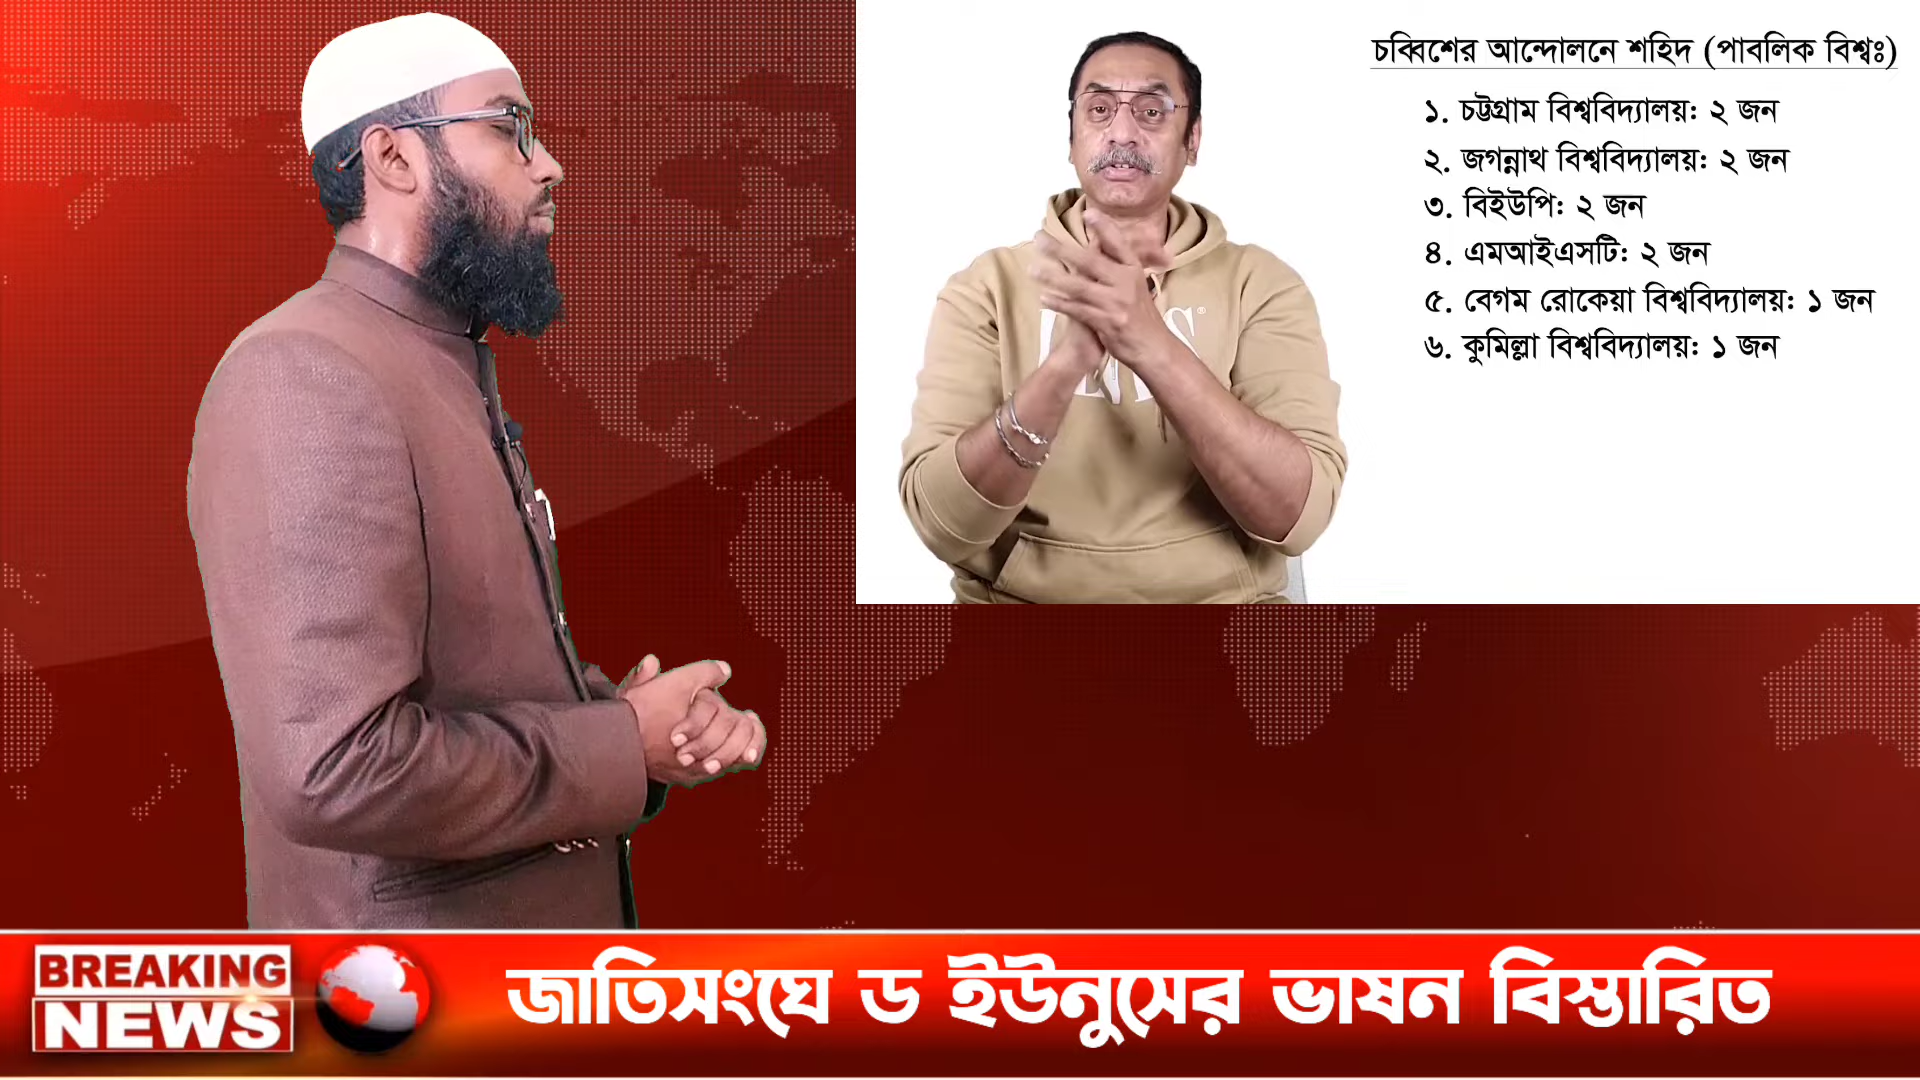 চব্বিশের আন্দোলনে শহিদ (পাবলিক বিশ্বঃ)
১. চট্টগ্রাম বিশ্ববিদ্যালয়: ২ জন
২. জগন্নাথ বিশ্ববিদ্যালয়: ২ জন
৩. বিইউপি: ২ জন
৪. এমআইএসটি: ২ জন
৫. বেগম রোকেয়া বিশ্ববিদ্যালয়: ১ জন
৬. কুমিল্লা বিশ্ববিদ্যালয়: ১ জন
BREAKING
NEWS
জাতিসংঘে ড ইউনুসের ভাষন বিস্তারিত